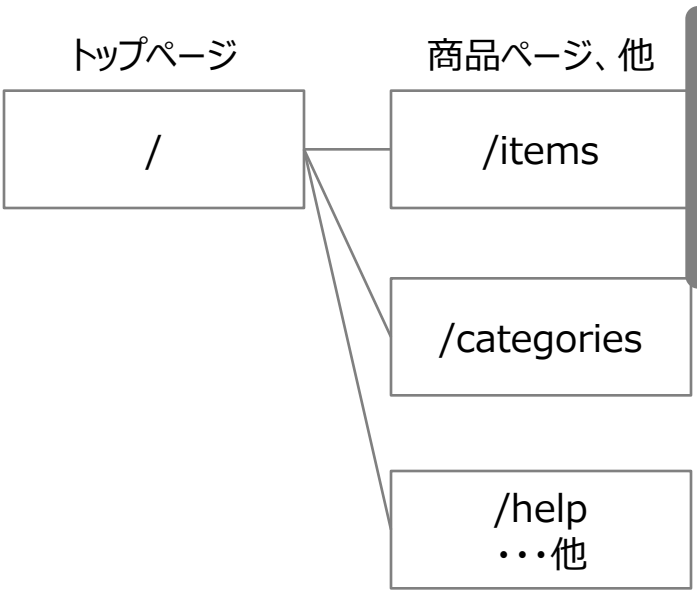 トップページ
商品ページ、他
/
/items
/categories
/help
・・・他